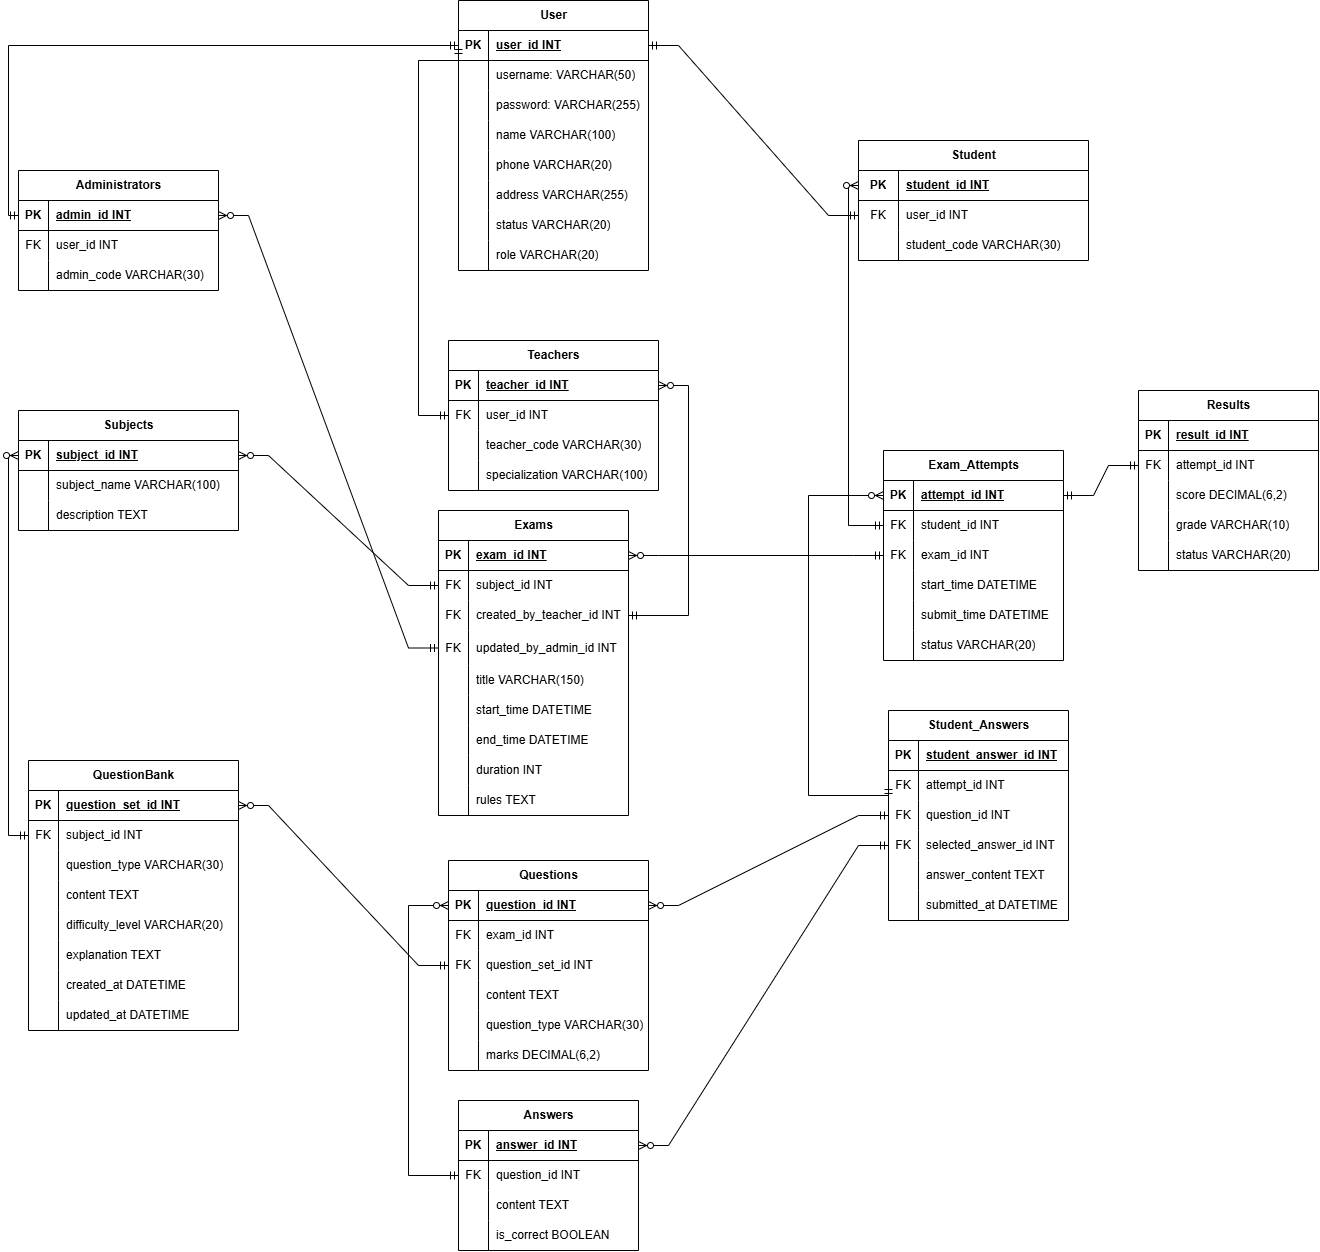 User
PK user_id INT
username: VARCHAR(50)
password: VARCHAR(255)
name VARCHAR(100)
phone VARCHAR(20)
address VARCHAR(255)
status VARCHAR(20)
role VARCHAR(20)
Student
PK student_id INT
FK user_id INT
student_code VARCHAR(30)
Administrators
PK admin_id INT
FK user_id INT
admin_code VARCHAR(30)
Teachers
PK teacher_id INT
FK user_id INT
teacher_code VARCHAR(30)
specialization VARCHAR(100)
Results
PK result_id INT
FK attempt_id INT
score DECIMAL(6,2)
grade VARCHAR(10)
status VARCHAR(20)
Subjects
PK subject_id INT
subject_name VARCHAR(100)
description TEXT
Exam_Attempts
PK attempt_id INT
FK student_id INT
FK exam_id INT
start_time DATETIME
submit_time DATETIME
status VARCHAR(20)
Exams
PK exam_id INT
FK subject_id INT
FK created_by_teacher_id INT
FK updated_by_admin_id INT
title VARCHAR(150)
start_time DATETIME
end_time DATETIME
duration INT
rules TEXT
Student_Answers
PK student_answer_id INT
FK attempt_id INT
FK question_id INT
FK selected_answer_id INT
answer_content TEXT
submitted_at DATETIME
QuestionBank
PK question_set_id INT
FK subject_id INT
question_type VARCHAR(30)
content TEXT
difficulty_level VARCHAR(20)
explanation TEXT
created_at DATETIME
updated_at DATETIME
Questions
PK question_id INT
FK exam_id INT
FK question_set_id INT
content TEXT
question_type VARCHAR(30)
marks DECIMAL(6,2)
Answers
PK answer_id INT
FK question_id INT
content TEXT
is_correct BOOLEAN